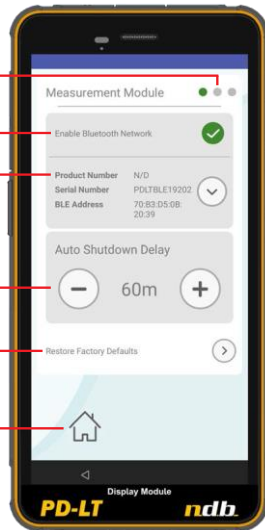 Measurement Module
Enable Bluetooth Network
Product Number N/D
Serial Number PDLTBLE19202
BLE Address 70:B3:D5:0B:
20:39
Auto Shutdown Delay
60m
Restore Factory Defaults
Display Module
PD-LT ndb